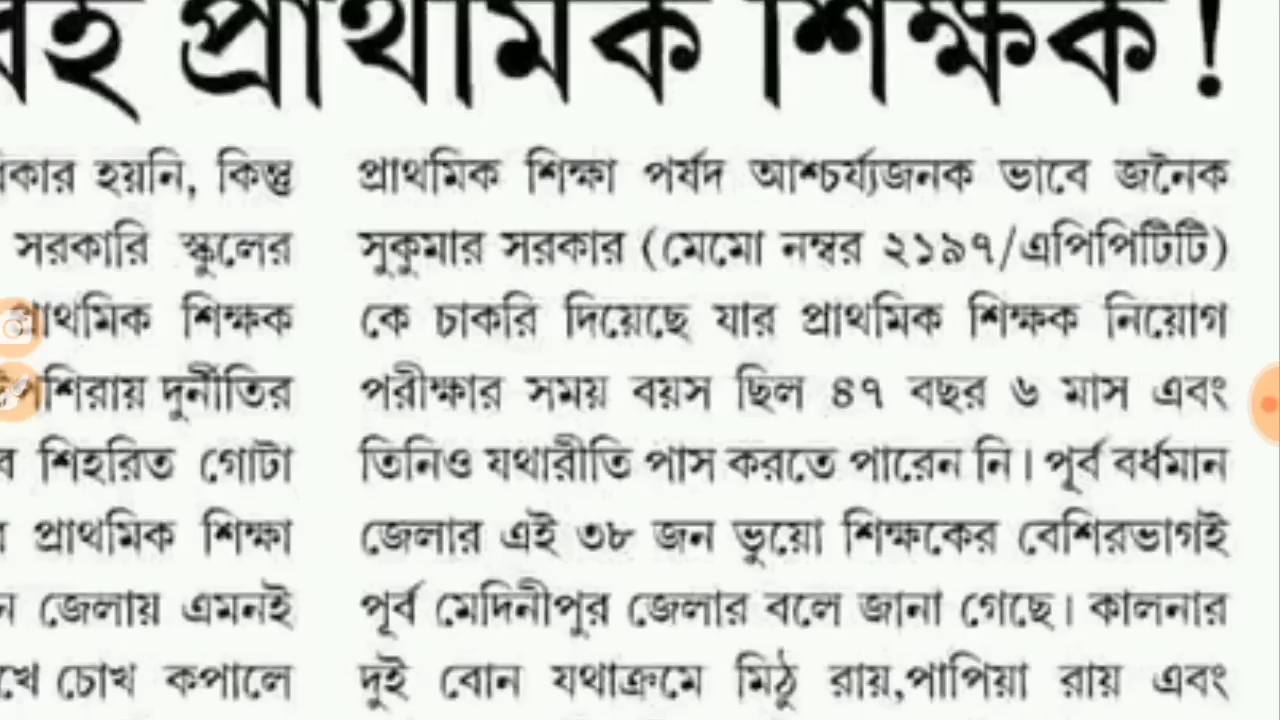 প্রাথমিক শিক্ষক!
হয়নি, কিন্তু
সরকারি স্কুলের
প্রাথমিক শিক্ষক
দুর্নীতির
শিহরিত গোটা
প্রাথমিক শিক্ষা
জেলায় এমনই
চোখ কপালে
প্রাথমিক শিক্ষা পর্ষদ আশ্চর্য্যজনক ভাবে জনৈক
সুকুমার সরকার (মেমো নম্বর ২১৯৭/এপিপিটিটি)
কে চাকরি দিয়েছে যার প্রাথমিক শিক্ষক নিয়োগ
পরীক্ষার সময় বয়স ছিল ৪৭ বছর ৬ মাস এবং
তিনিও যথারীতি পাস করতে পারেন নি। পূর্ব বর্ধমান
জেলার এই ৩৮ জন ভুয়ো শিক্ষকের বেশিরভাগই
পূর্ব মেদিনীপুর জেলার বলে জানা গেছে। কালনার
দুই বোন যথাক্রমে মিঠু রায়,পাপিয়া রায় এবং